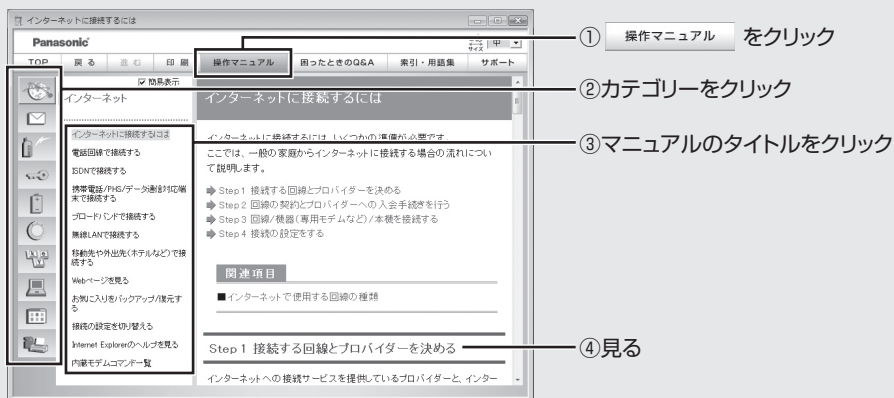 インターネットに接続するには
Panasonic
文字サイズ 中
TOP 戻る 進む 印刷 操作マニュアル 困ったときのQ&A 索引・用語集 サポート
簡易表示
インターネット
インターネットに接続するには
電話回線で接続する
ISDNで接続する
携帯電話/PHS/データ通信対応端
末で接続する
ブロードバンドで接続する
無線LANで接続する
移動先や外出先(ホテルなど)で接
続する
Webページを見る
お気に入りをバックアップ/復元す
る
接続の設定を切り替える
Internet Explorerのヘルプを見る
内蔵モデムコマンド一覧
インターネットに接続するには
インターネットに接続するには、いくつかの準備が必要です。
ここでは、一般の家庭からインターネットに接続する場合の流れについ
て説明します。
Step1 接続する回線とプロバイダーを決める
Step2 回線の契約とプロバイダーへの入会手続きを行う
Step3 回線/機器(専用モデムなど)/本機を接続する
Step4 接続の設定をする
関連項目
■インターネットで使用する回線の種類
Step1 接続する回線とプロバイダーを決める
インターネットへの接続サービスを提供しているプロバイダーと、インター
① 操作マニュアル をクリック
②カテゴリーをクリック
③マニュアルのタイトルをクリック
④見る